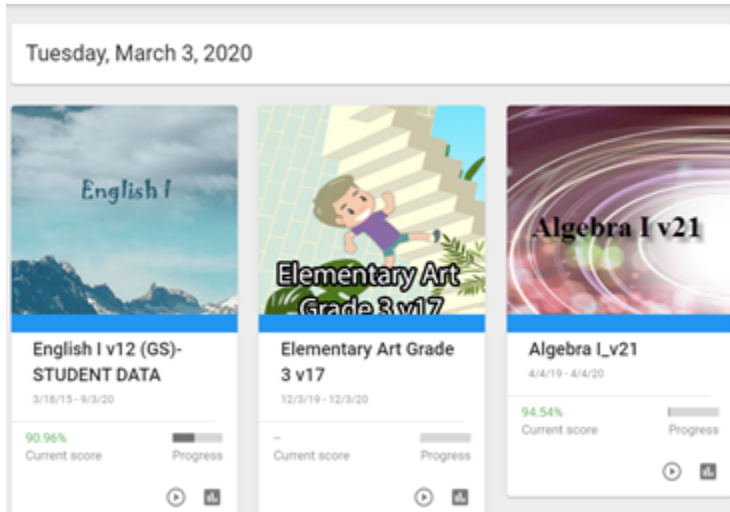 Tuesday, March 3, 2020
English I
English I v12 (GS)-
STUDENT DATA
3/18/15 - 9/3/20
90.96%
Current score
Progress
Elementary Art
Grade 3 v17
Elementary Art Grade
3 v17
12/3/19 - 12/3/20
--
Current score
Progress
Algebra I v21
Algebra I_v21
4/4/19 - 4/4/20
94.54%
Current score
Progress